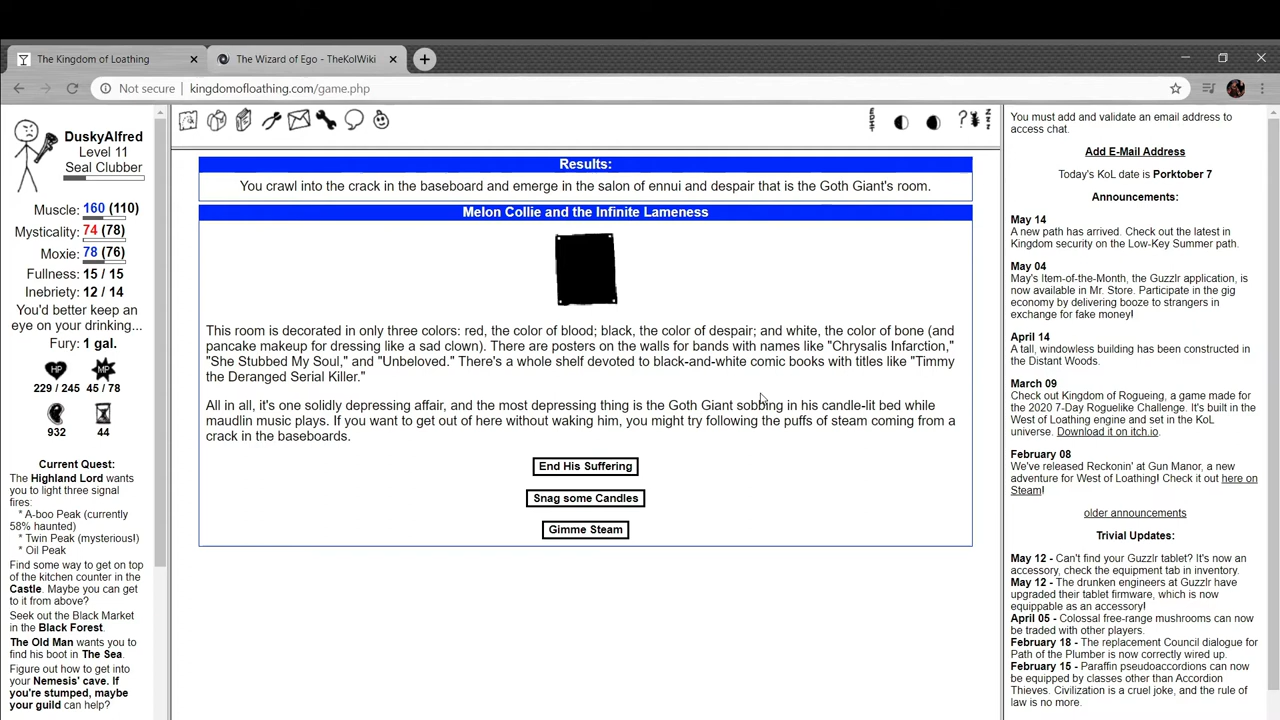 The Kingdom of Loathing
The Wizard of Ego - TheKolWiki
Not secure
kingdomofloathing.com/game.php
DuskyAlfred
Level 11
Seal Clubber
Muscle: 160 (110)
Mysticality: 74 (78)
Moxie: 78 (76)
Fullness: 15 / 15
Inebriety: 12 / 14
You'd better keep an
eye on your drinking...
Fury: 1 gal.
HP
MP
229 / 245
45 / 78
932
44
Current Quest:
The Highland Lord wants
you to light three signal
fires:
* A-boo Peak (currently
58% haunted)
* Twin Peak (mysterious!)
* Oil Peak
Find some way to get on top
of the kitchen counter in the
Castle. Maybe you can get
to it from above?
Seek out the Black Market
in the Black Forest.
The Old Man wants you to
find his boot in The Sea.
Figure out how to get into
your Nemesis' cave. If
you're stumped, maybe
your guild can help?
EDIT
Results:
You crawl into the crack in the baseboard and emerge in the salon of ennui and despair that is the Goth Giant's room.
Melon Collie and the Infinite Lameness
This room is decorated in only three colors: red, the color of blood; black, the color of despair; and white, the color of bone (and
pancake makeup for dressing like a sad clown). There are posters on the walls for bands with names like "Chrysalis Infarction,"
"She Stubbed My Soul," and "Unbeloved." There's a whole shelf devoted to black-and-white comic books with titles like "Timmy
the Deranged Serial Killer."
All in all, it's one solidly depressing affair, and the most depressing thing is the Goth Giant sobbing in his candle-lit bed while
maudlin music plays. If you want to get out of here without waking him, you might try following the puffs of steam coming from a
crack in the baseboards.
End His Suffering
Snag some Candles
Gimme Steam
You must add and validate an email address to
access chat.
Add E-Mail Address
Today's KoL date is Porktober 7
Announcements:
May 14
A new path has arrived. Check out the latest in
Kingdom security on the Low-Key Summer path.
May 04
May's Item-of-the-Month, the Guzzlr application, is
now available in Mr. Store. Participate in the gig
economy by delivering booze to strangers in
exchange for fake money!
April 14
A tall, windowless building has been constructed in
the Distant Woods.
March 09
Check out Kingdom of Rogueing, a game made for
the 2020 7-Day Roguelike Challenge. It's built in the
West of Loathing engine and set in the KoL
universe. Download it on itch.io.
February 08
We've released Reckonin' at Gun Manor, a new
adventure for West of Loathing! Check it out here on
Steam!
older announcements
Trivial Updates:
May 12 - Can't find your Guzzlr tablet? It's now an
accessory, check the equipment tab in inventory.
May 12 - The drunken engineers at Guzzlr have
upgraded their tablet firmware, which is now
equippable as an accessory!
April 05 - Colossal free-range mushrooms can now
be traded with other players.
February 18 - The replacement Council dialogue for
Path of the Plumber is now correctly wired up.
February 15 - Paraffin pseudoaccordions can now
be equipped by classes other than Accordion
Thieves. Civilization is a cruel joke, and the rule of
law is no more.